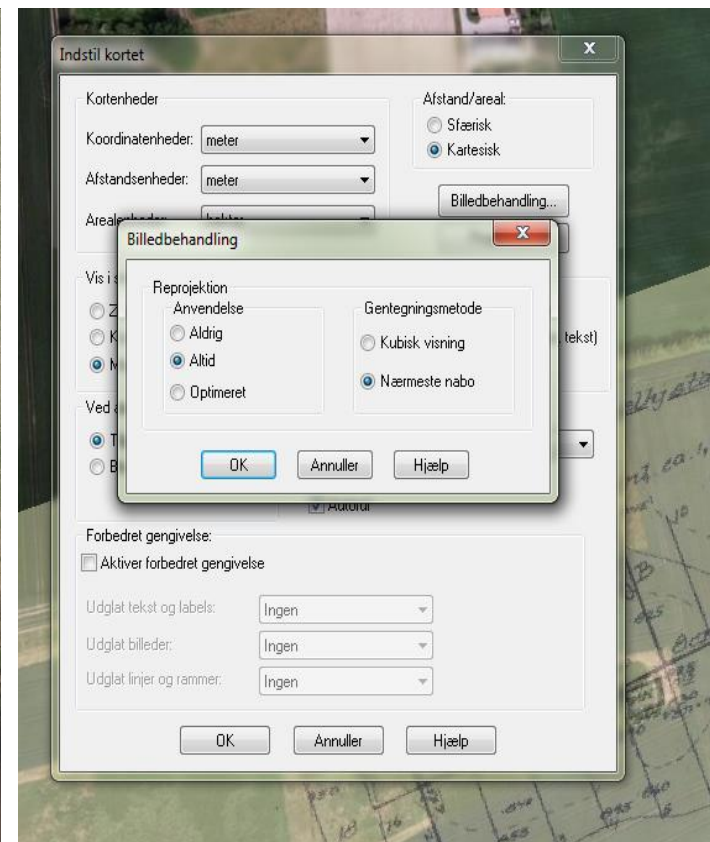 Indstil kortet
Kortenheder
Koordinatenheder: meter
Afstandsenheder: meter
Afstand/areal:
Sfærisk
Kartesisk
Billedbehandling...
Billedbehandling
Vis i
tekst)
Reprojektion
Anvendelse
Aldrig
Altid
Optimeret
Gentegningsmetode
Kubisk visning
Nærmeste nabo
Ved
OK Annuller Hjælp
Forbedret gengivelse:
Aktiver forbedret gengivelse
Udglat tekst og labels: Ingen
Udglat billeder: Ingen
Udglat linjer og rammer: Ingen
OK Annuller Hjælp